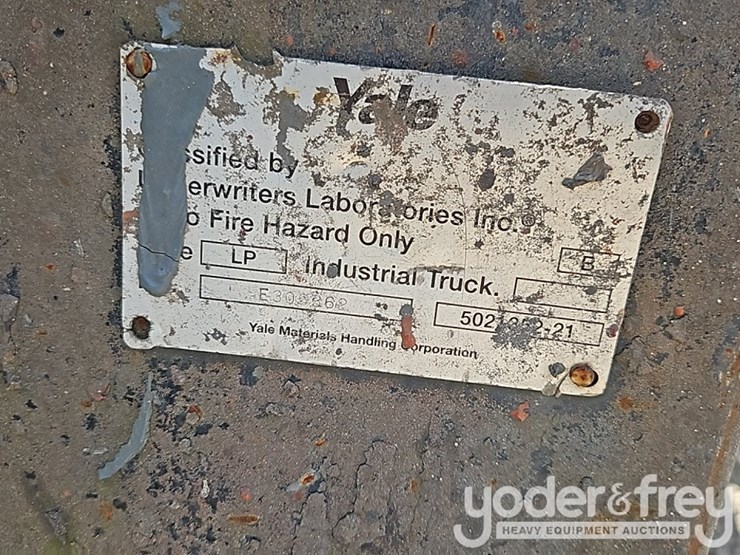 Yale
ssified by
erwriters Laboratories Inc.®
o Fire Hazard Only
e LP Industrial Truck. B
Yale Materials Handling Corporation
yoder&frey
HEAVY EQUIPMENT AUCTIONS